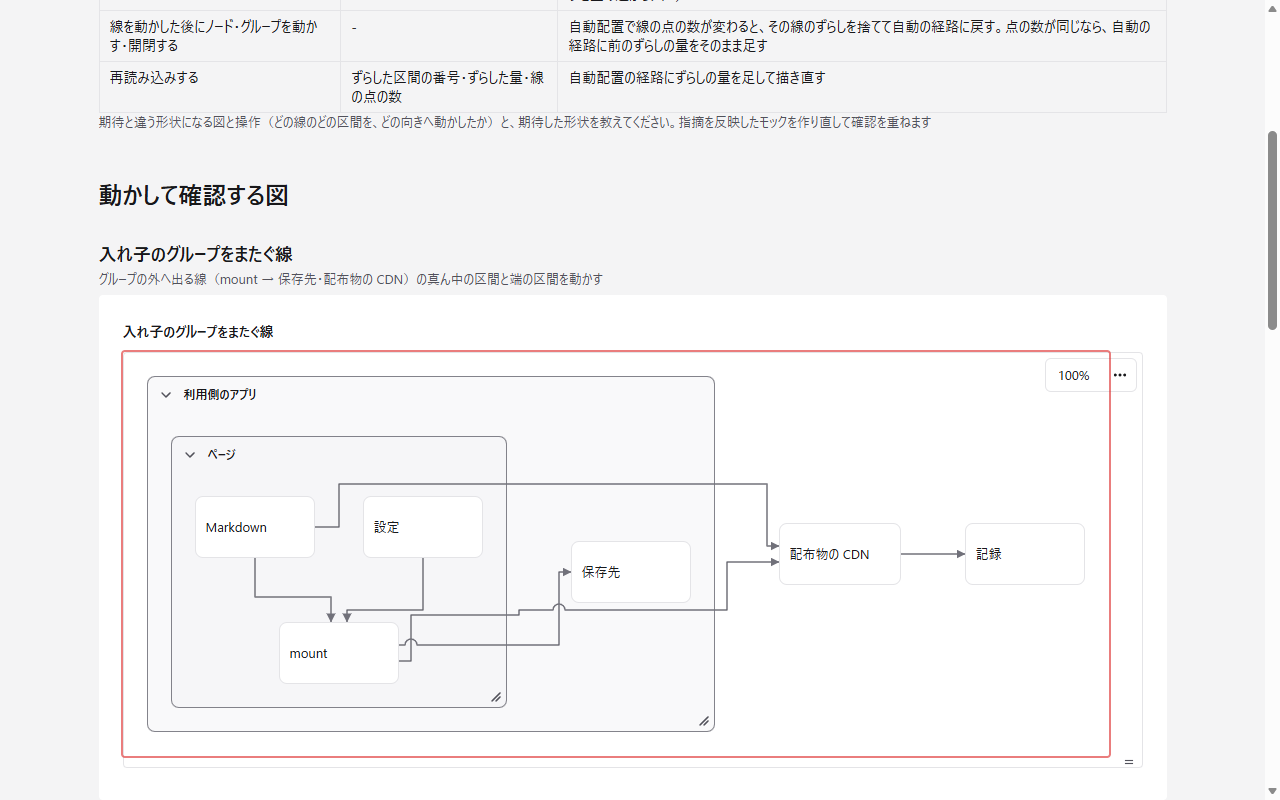 線を動かした後にノード・グループを動か
す・開閉する
-
自動配置で線の点の数が変わると、その線のずらしを捨てて自動の経路に戻す。点の数が同じなら、自動の
経路に前のずらしの量をそのまま足す
再読み込みする
ずらした区間の番号・ずらした量・線
の点の数
自動配置の経路にずらしの量を足して描き直す
期待と違う形状になる図と操作（どの線のどの区間を、どの向きへ動かしたか）と、期待した形状を教えてください。指摘を反映したモックを作り直して確認を重ねます
動かして確認する図
入れ子のグループをまたぐ線
グループの外へ出る線（mount → 保存先・配布物の CDN）の真ん中の区間と端の区間を動かす
入れ子のグループをまたぐ線
100%
利用側のアプリ
ページ
Markdown
設定
保存先
配布物の CDN
記録
mount